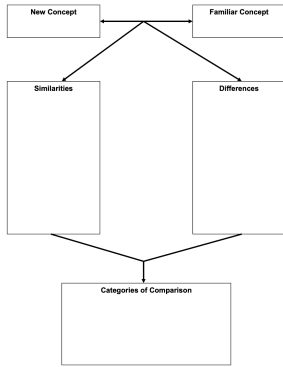 New Concept
Familiar Concept
Similarities
Differences
Categories of Comparison